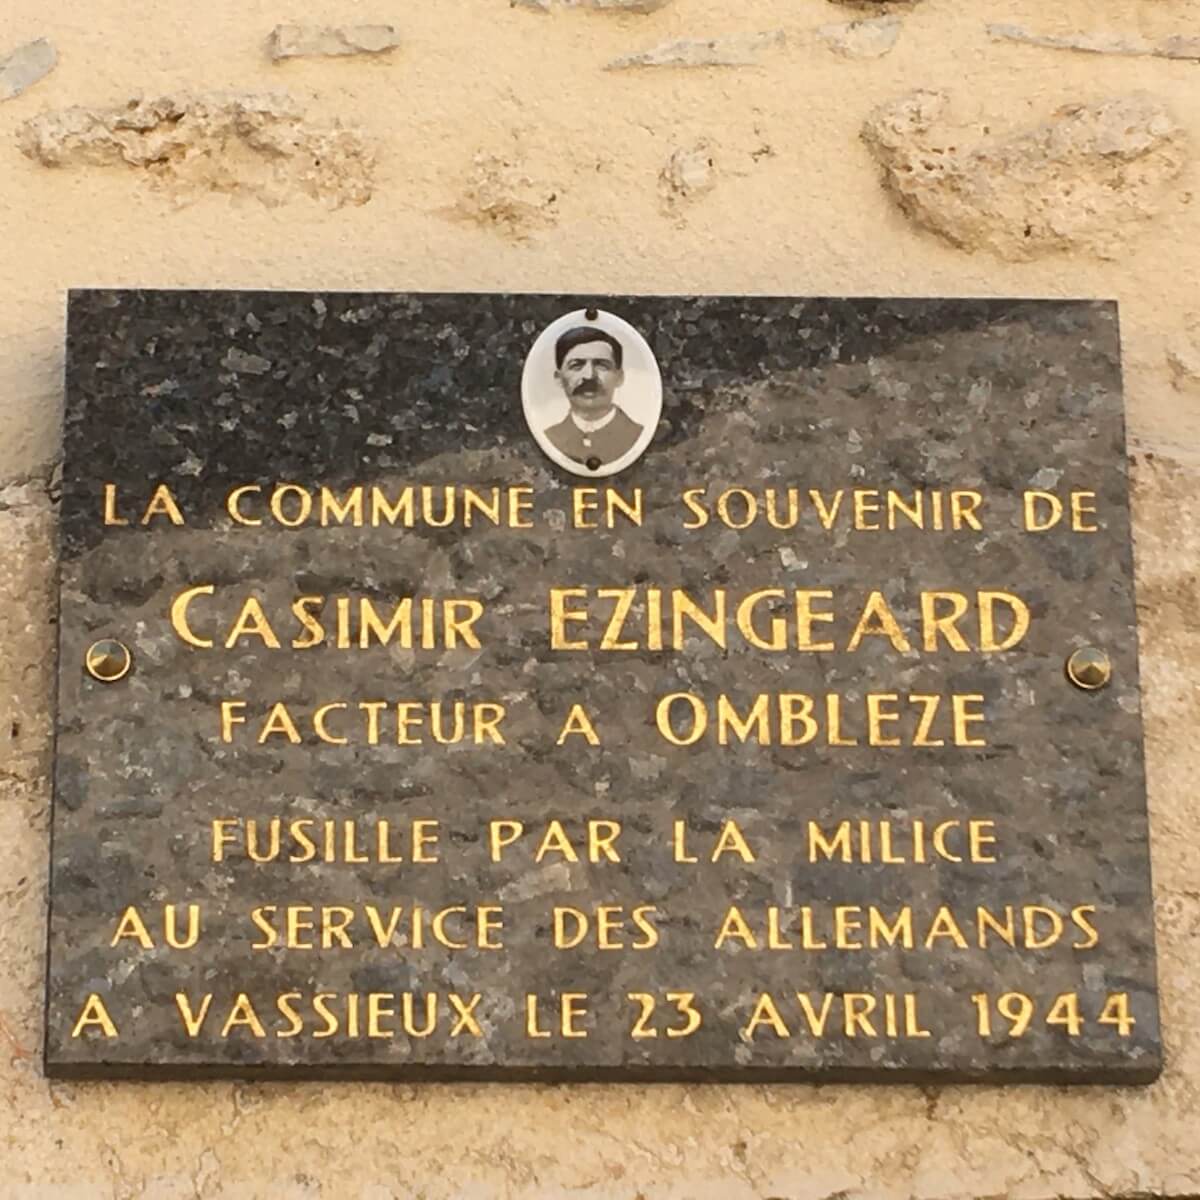 LA COMMUNE EN SOUVENIR DE
CASIMIR EZINGEARD
FACTEUR A OMBLEZE
FUSILLE PAR LA MILICE
AU SERVICE DES ALLEMANDS
A VASSIEUX LE 23 AVRIL 1944